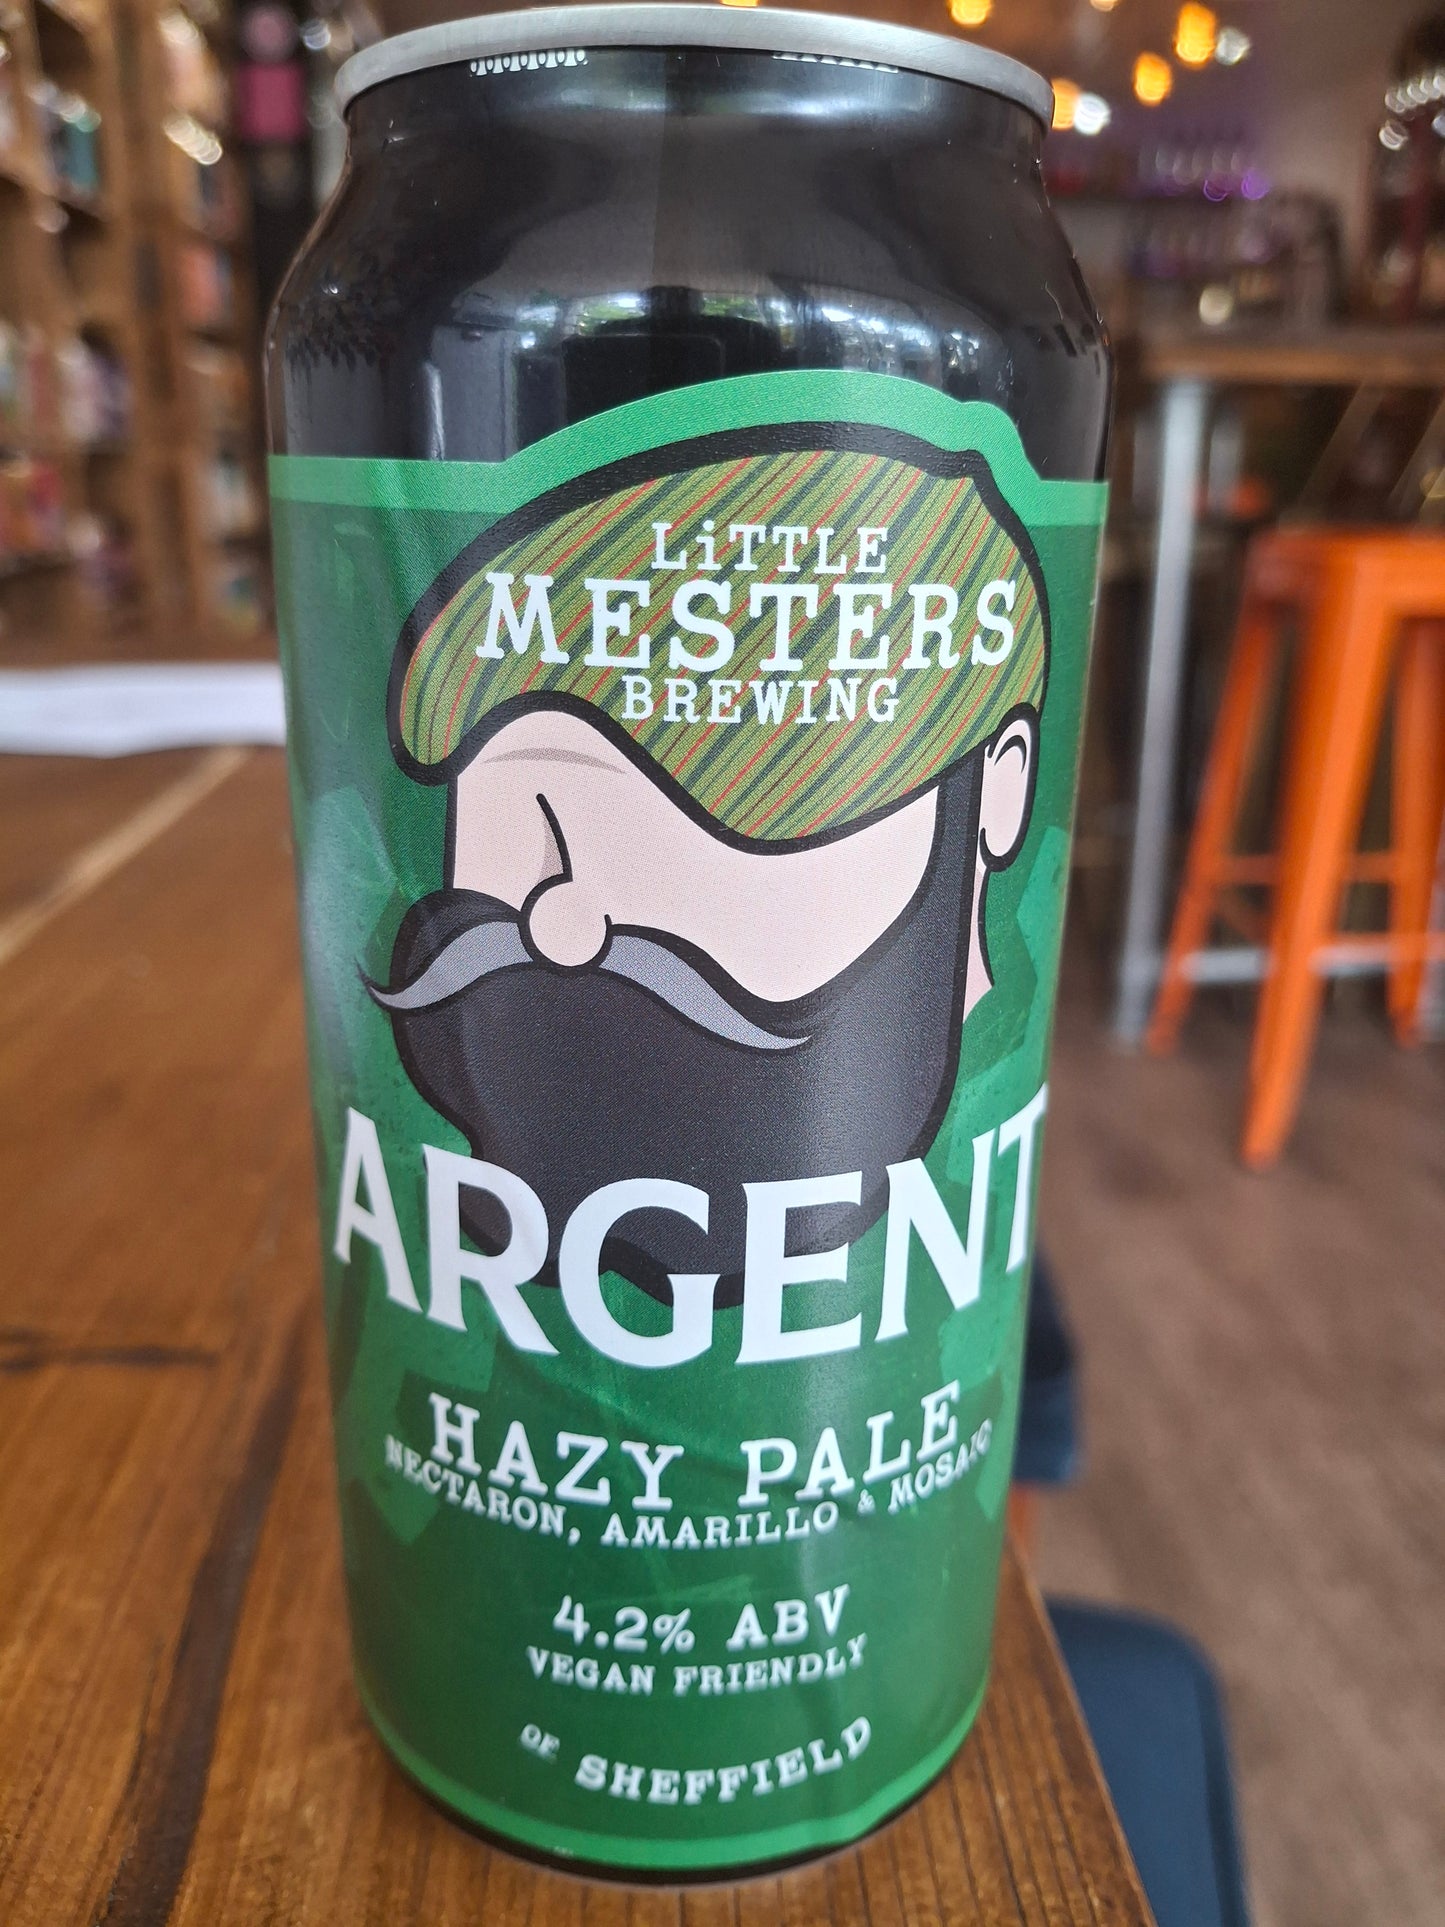 LiTTLE
MESTERS
BREWING
ARGENT
HAZY PALE
NECTARON, AMARILLO & MOSAIC
4.2% ABV
VEGAN FRIENDLY
OF SHEFFIELD